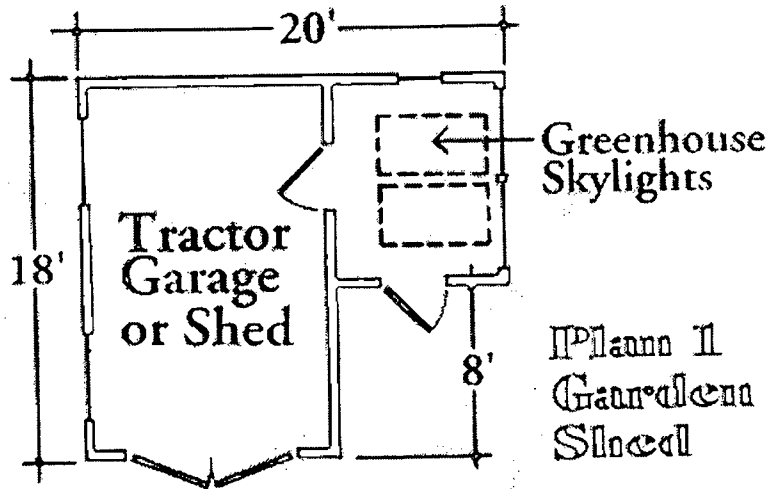 20'
Greenhouse
Skylights
Tractor
Garage
or Shed
18'
8'
Plan 1
Garden
Shed